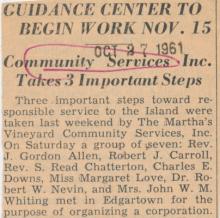 GUIDANCE CENTER TO
BEGIN WORK NOV. 15
OCT 27 1961
Community Services Inc.
Takes 3 Important Steps
Three important steps toward re-
sponsible service to the Island were
taken last weekend by The Martha's
Vineyard Community Services, Inc.
On Saturday a group of seven: Rev.
J. Gordon Allen, Robert J. Carroll,
Rev. S. Read Chatterton, Charles E.
Downs, Miss Margaret Love, Dr. Ro-
bert W. Nevin, and Mrs. John W. M.
Whiting met in Edgartown for the
purpose of organizing a corporation